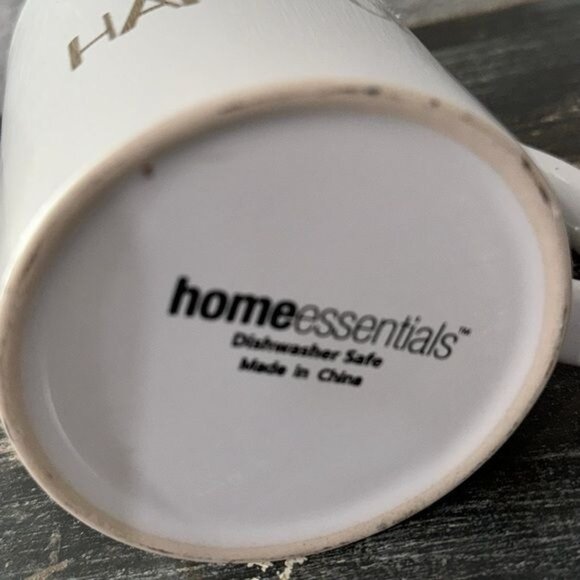 homeessentials™
Dishwasher Safe
Made in China